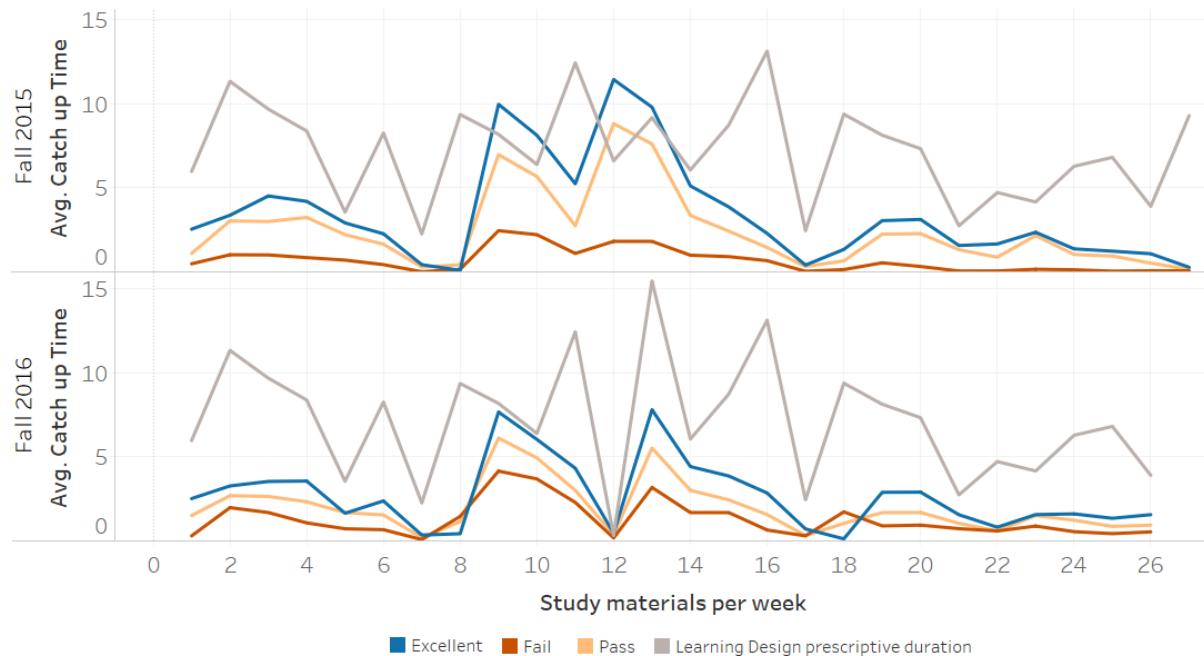 Fall 2015
Avg. Catch up Time
15
10
5
0
Fall 2016
Avg. Catch up Time
15
10
5
0
0 2 4 6 8 10 12 14 16 18 20 22 24 26
Study materials per week
Excellent Fail Pass Learning Design prescriptive duration